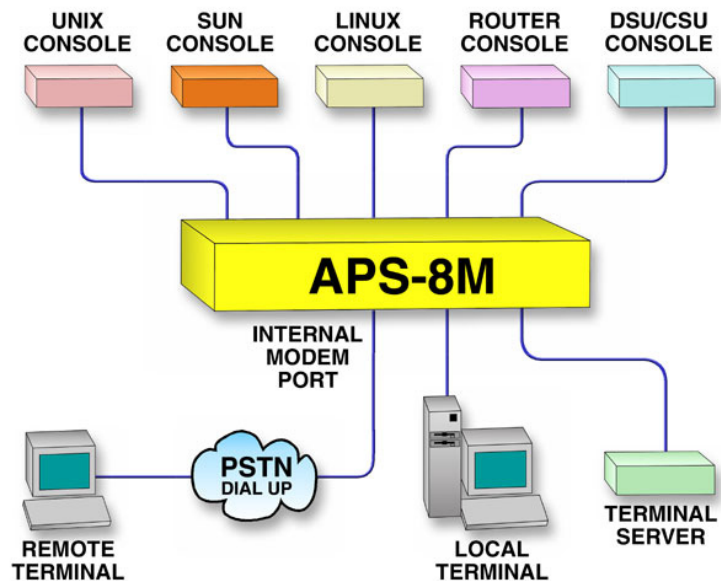 UNIX CONSOLE
SUN CONSOLE
LINUX CONSOLE
ROUTER CONSOLE
DSU/CSU CONSOLE
APS-8M
INTERNAL
MODEM
PORT
PSTN
DIAL UP
REMOTE
TERMINAL
LOCAL
TERMINAL
TERMINAL
SERVER